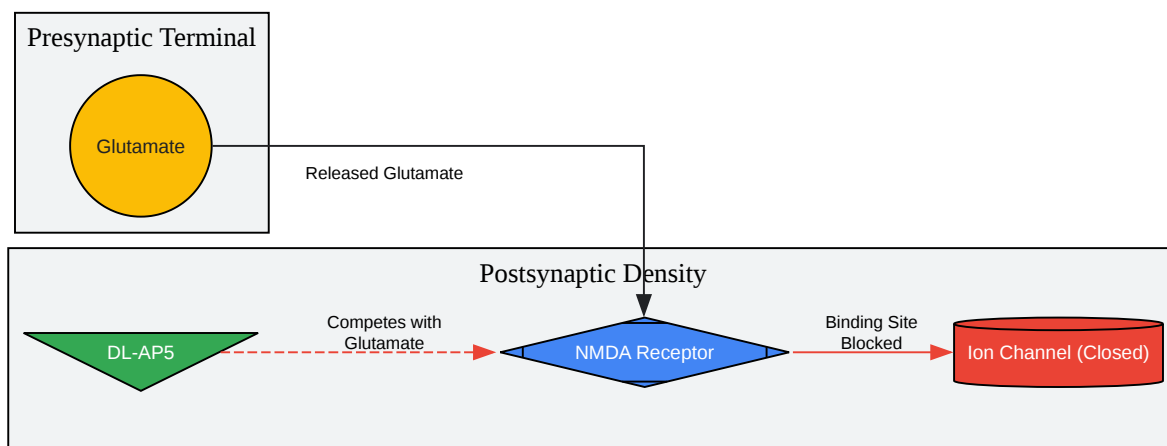 Presynaptic Terminal
Glutamate
Released Glutamate
Postsynaptic Density
DL-AP5
Competes with
Glutamate
NMDA Receptor
Binding Site
Blocked
Ion Channel (Closed)